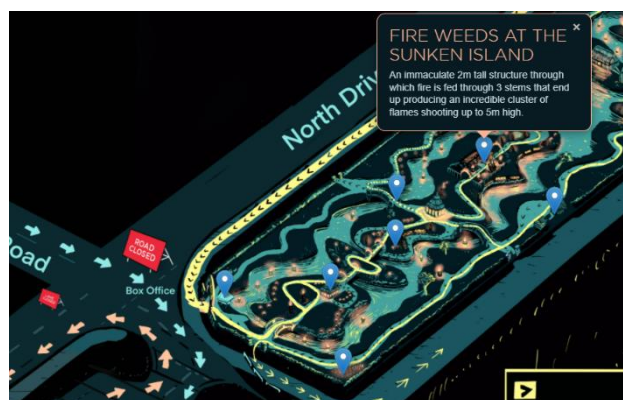 FIRE WEEDS AT THE
SUNKEN ISLAND
×
An immaculate 2m tall structure through
which fire is fed through 3 stems that end
up producing an incredible cluster of
flames shooting up to 5m high.
North Driv
ROAD
CLOSED
Road
Box Office